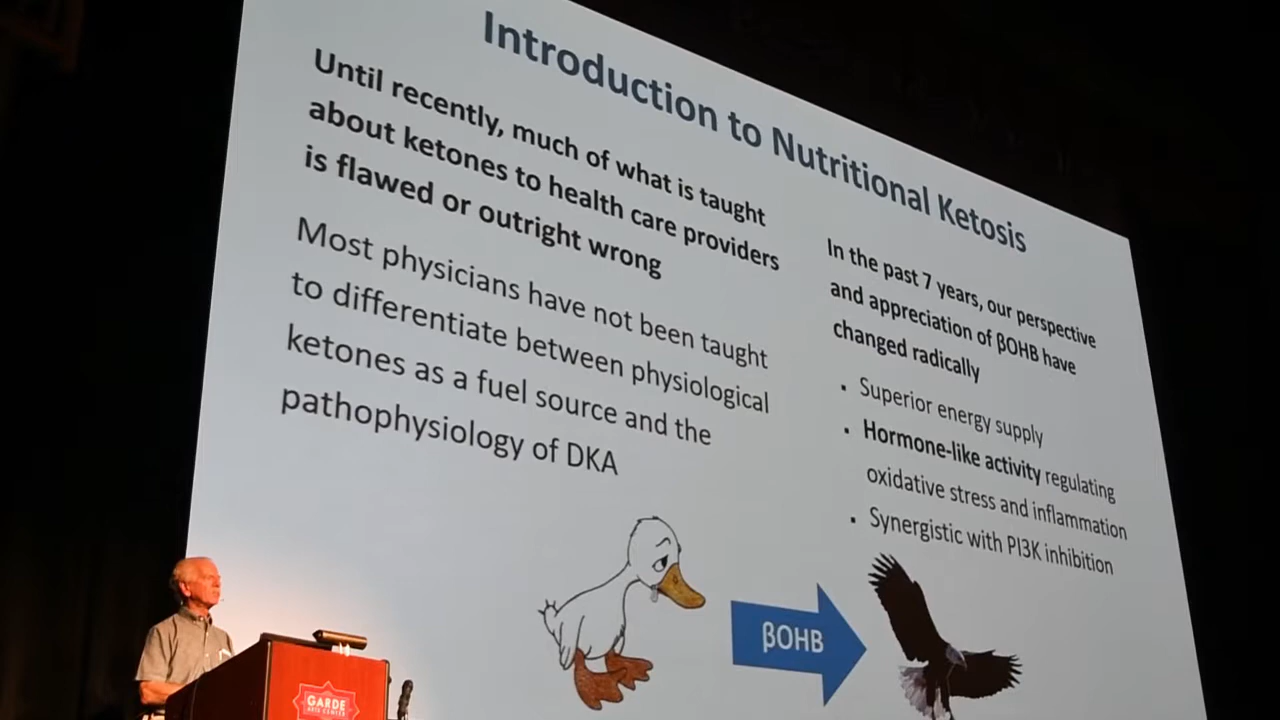 Introduction to Nutritional Ketosis
Until recently, much of what is taught
about ketones to health care providers
is flawed or outright wrong
Most physicians have not been taught
to differentiate between physiological
ketones as a fuel source and the
pathophysiology of DKA
In the past 7 years, our perspective
and appreciation of βOHB have
changed radically
• Superior energy supply
• Hormone-like activity regulating
oxidative stress and inflammation
• Synergistic with PI3K inhibition
βOHB
GARDE
ARTS CENTER